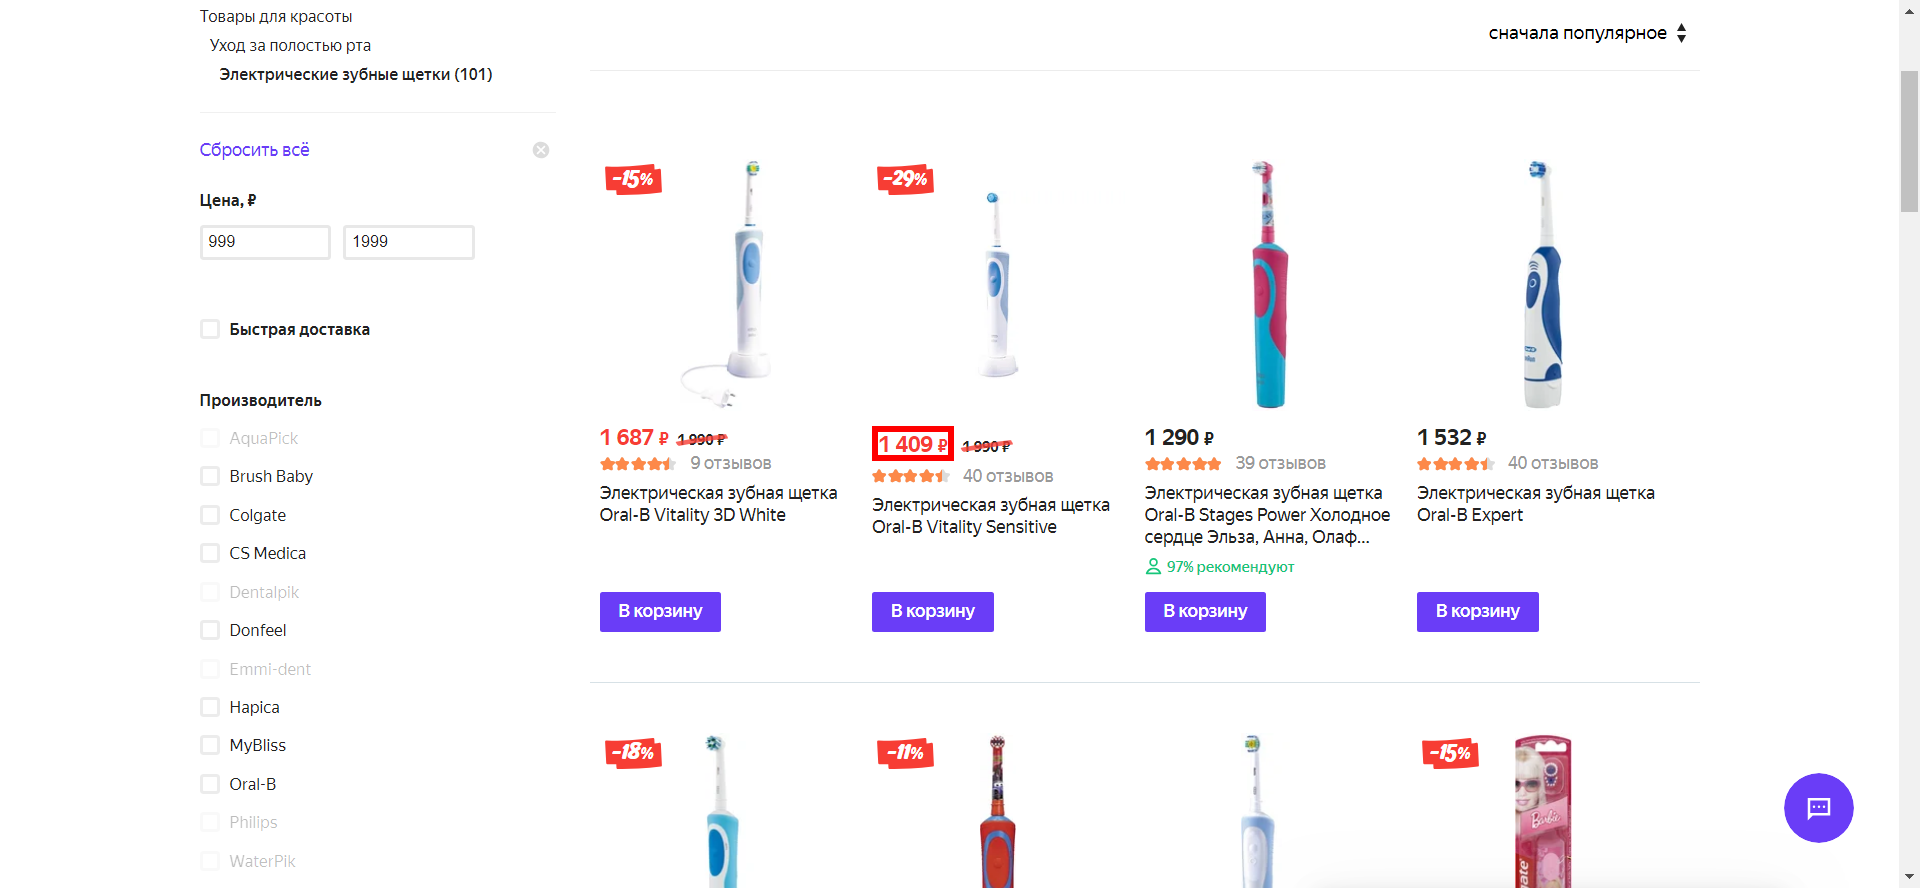 Товары для красоты
Уход за полостью рта
Электрические зубные щетки (101)
сначала популярное
Сбросить всё
Цена, ₽
999
1999
Быстрая доставка
Производитель
AquaPick
Brush Baby
Colgate
CS Medica
Dentalpik
Donfeel
Emmi-dent
Hapica
MyBliss
Oral-B
Philips
WaterPik
-15%
1 687 ₽ 1 990 ₽
9 отзывов
Электрическая зубная щетка
Oral-B Vitality 3D White
В корзину
-29%
1 409 ₽ 1 990 ₽
40 отзывов
Электрическая зубная щетка
Oral-B Vitality Sensitive
В корзину
1 290 ₽
39 отзывов
Электрическая зубная щетка
Oral-B Stages Power Холодное
сердце Эльза, Анна, Олаф...
97% рекомендуют
В корзину
1 532 ₽
40 отзывов
Электрическая зубная щетка
Oral-B Expert
В корзину
-18%
-11%
-15%
Barbie